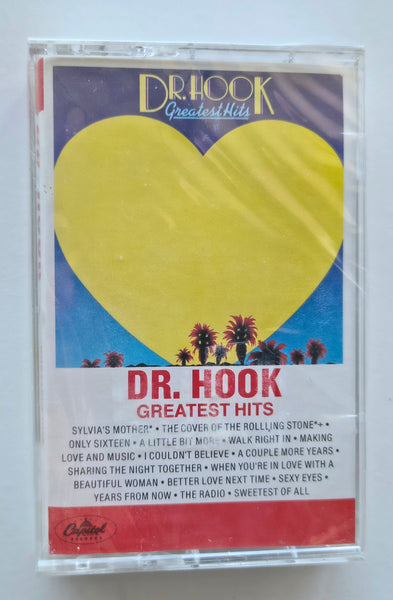 DR. HOOK
Greatest Hits
DR. HOOK
GREATEST HITS
SYLVIA'S MOTHER* • THE COVER OF THE ROLLLING STONE*+ •
ONLY SIXTEEN • A LITTLE BIT MORE • WALK RIGHT IN • MAKING
LOVE AND MUSIC • I COULDN'T BELIEVE • A COUPLE MORE YEARS •
SHARING THE NIGHT TOGETHER • WHEN YOU'RE IN LOVE WITH A
BEAUTIFUL WOMAN • BETTER LOVE NEXT TIME • SEXY EYES •
YEARS FROM NOW • THE RADIO • SWEETEST OF ALL
Capitol
RECORDS